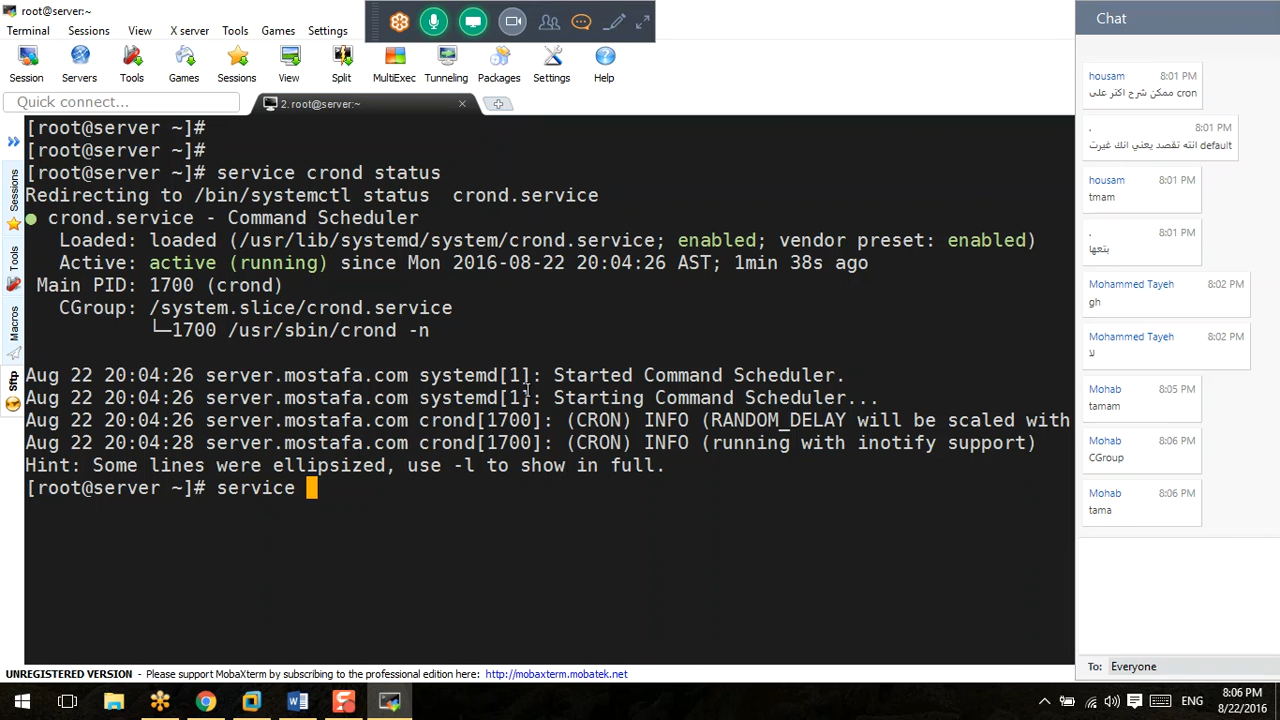 root@server:~
Terminal Sessions View X server Tools Games Settings
Session Servers Tools Games Sessions View Split MultiExec Tunneling Packages Settings Help
Quick connect...
2. root@server:~
Sessions
Tools
Macros
Sftp
[root@server ~]#
[root@server ~]#
[root@server ~]# service crond status
Redirecting to /bin/systemctl status  crond.service
● crond.service - Command Scheduler
   Loaded: loaded (/usr/lib/systemd/system/crond.service; enabled; vendor preset: enabled)
   Active: active (running) since Mon 2016-08-22 20:04:26 AST; 1min 38s ago
 Main PID: 1700 (crond)
   CGroup: /system.slice/crond.service
           └─1700 /usr/sbin/crond -n
Aug 22 20:04:26 server.mostafa.com systemd[1]: Started Command Scheduler.
Aug 22 20:04:26 server.mostafa.com systemd[1]: Starting Command Scheduler...
Aug 22 20:04:26 server.mostafa.com crond[1700]: (CRON) INFO (RANDOM_DELAY will be scaled with
Aug 22 20:04:28 server.mostafa.com crond[1700]: (CRON) INFO (running with inotify support)
Hint: Some lines were ellipsized, use -l to show in full.
[root@server ~]# service
Chat
housam 8:01 PM
ممكن شرح اكثر على cron
. 8:01 PM
انته تقصد يعني انك غيرت default
housam 8:01 PM
tmam
. 8:01 PM
بتعها
Mohammed Tayeh 8:02 PM
gh
Mohammed Tayeh 8:02 PM
لا
Mohab 8:05 PM
tamam
Mohab 8:06 PM
CGroup
Mohab 8:06 PM
tama
To: Everyone
UNREGISTERED VERSION - Please support MobaXterm by subscribing to the professional edition here: http://mobaxterm.mobatek.net
ENG
8:06 PM
8/22/2016